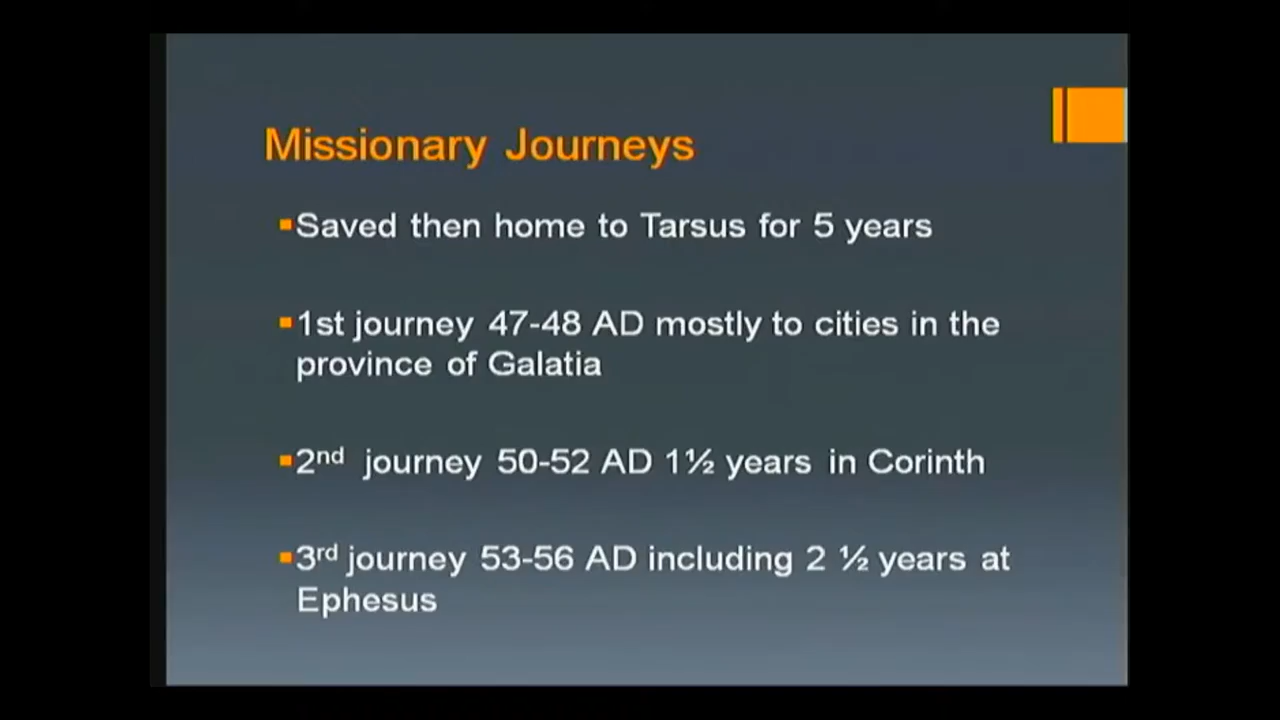 Missionary Journeys
▪Saved then home to Tarsus for 5 years
▪1st journey 47-48 AD mostly to cities in the
province of Galatia
▪2nd journey 50-52 AD 1½ years in Corinth
▪3rd journey 53-56 AD including 2 ½ years at
Ephesus